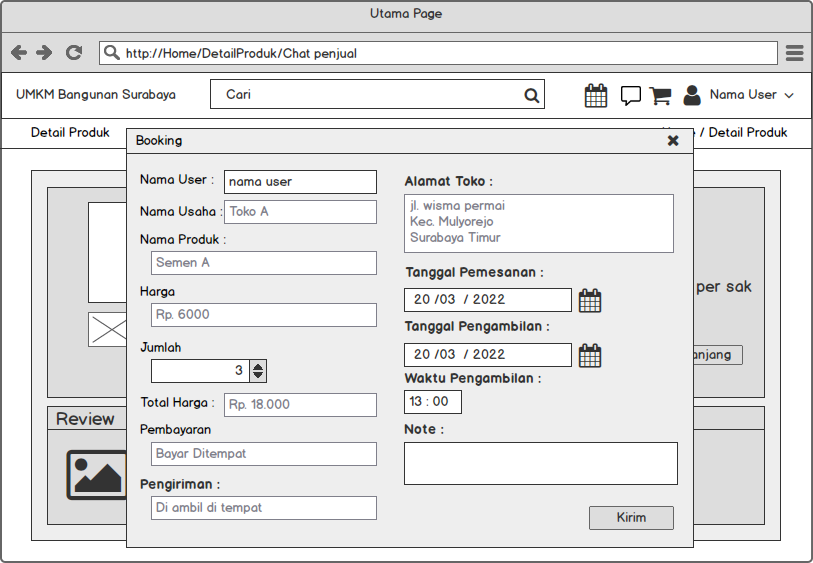 Utama Page
http://Home/DetailProduk/Chat penjual
UMKM Bangunan Surabaya
Cari
Nama User
Detail Produk
/ Detail Produk
Booking
Nama User :
nama user
Nama Usaha :
Toko A
Nama Produk :
Semen A
Harga
Rp. 6000
Jumlah
3
Total Harga :
Rp. 18.000
Pembayaran
Bayar Ditempat
Pengiriman :
Di ambil di tempat
Alamat Toko :
jl. wisma permai
Kec. Mulyorejo
Surabaya Timur
Tanggal Pemesanan :
20 /03 / 2022
Tanggal Pengambilan :
20 /03 / 2022
Waktu Pengambilan :
13 : 00
Note :
Kirim
per sak
anjang
Review